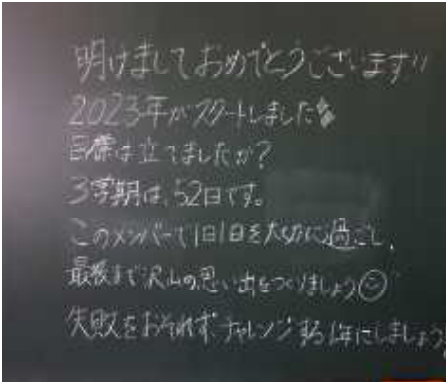 明けましておめでとうございます!!
2023年がスタートしました
目標は立てましたか?
3学期は、52日です。
このメンバーで1日1日を大切に過ごし、
最後まで沢山の思い出をつくりましょう
失敗をおそれずチャレンジする1年にしましょう